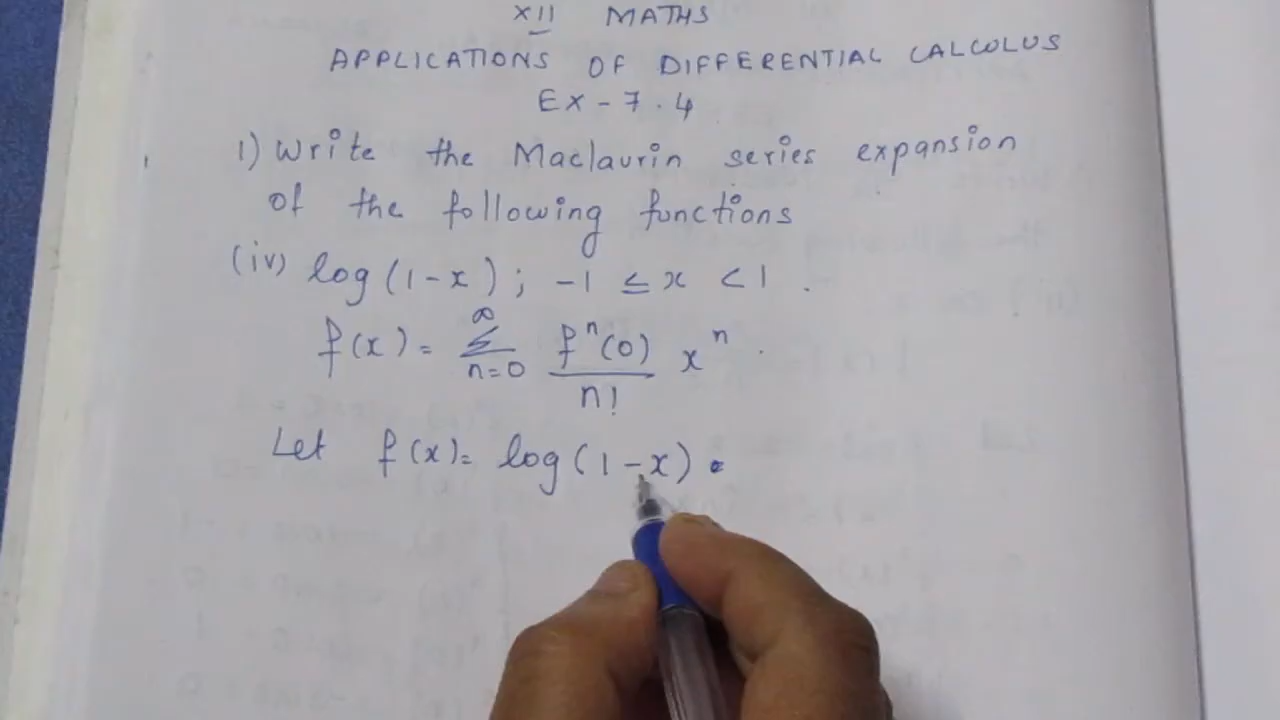 XII MATHS
APPLICATIONS OF DIFFERENTIAL CALCULUS
EX - 7.4
1) Write the Maclaurin series expansion
of the following functions
(iv) log(1-x); -1 ≤ x < 1.
f(x) = ∑_{n=0}^{∞} f^n(0)/n! x^n.
Let f(x) = log(1-x).